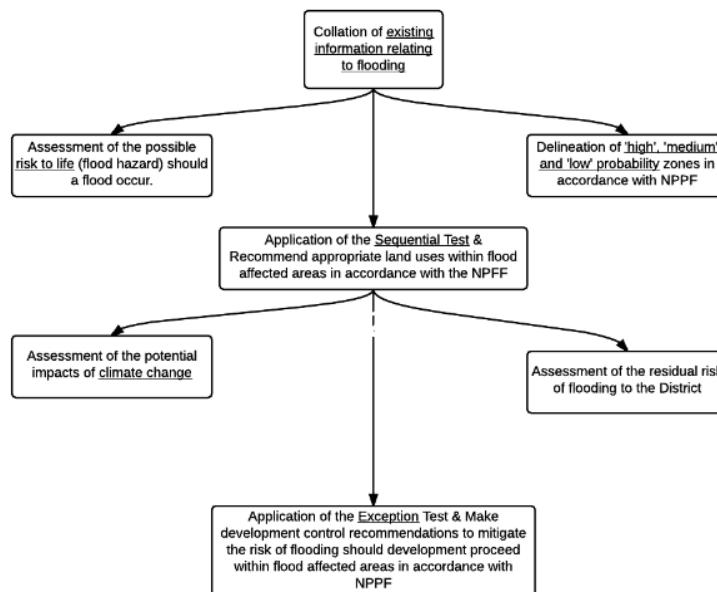 Collation of existing
information relating
to flooding
Assessment of the possible
risk to life (flood hazard) should
a flood occur.
Delineation of 'high', 'medium'
and 'low' probability zones in
accordance with NPPF
Application of the Sequential Test &
Recommend appropriate land uses within flood
affected areas in accordance with the NPFF
Assessment of the potential
impacts of climate change
Assessment of the residual risk
of flooding to the District
Application of the Exception Test & Make
development control recommendations to mitigate
the risk of flooding should development proceed
within flood affected areas in accordance with
NPPF